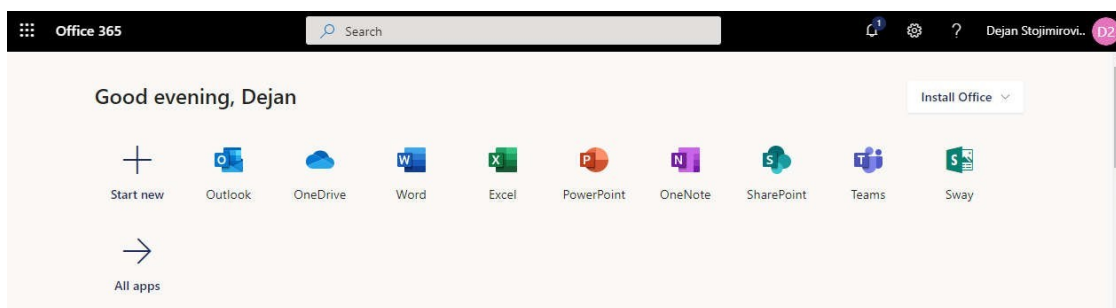 Office 365
Search
1
?
Dejan Stojimirovi..
D2
Good evening, Dejan
Install Office
Start new
Outlook
OneDrive
Word
Excel
PowerPoint
OneNote
SharePoint
Teams
Sway
All apps